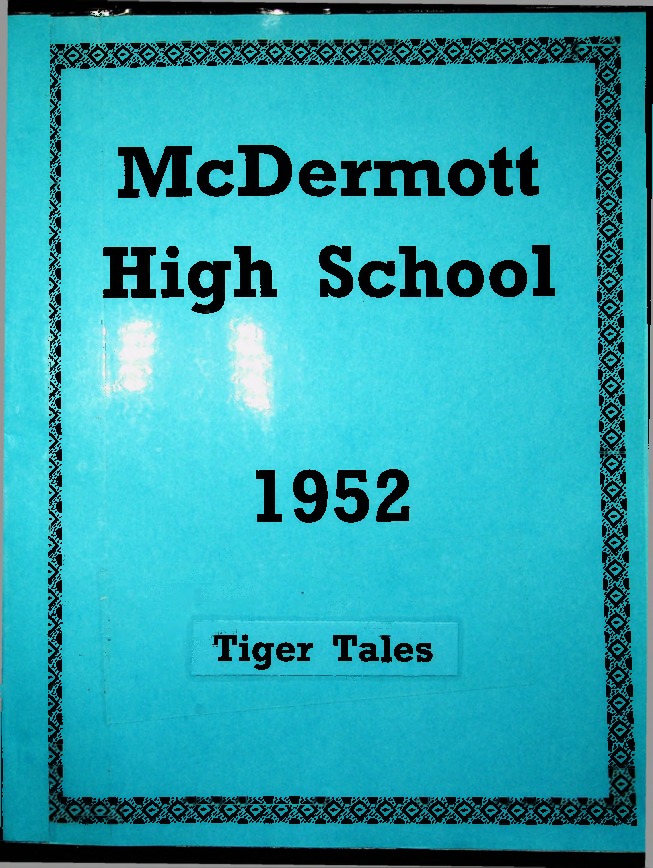 McDermott
High School
1952
Tiger Tales